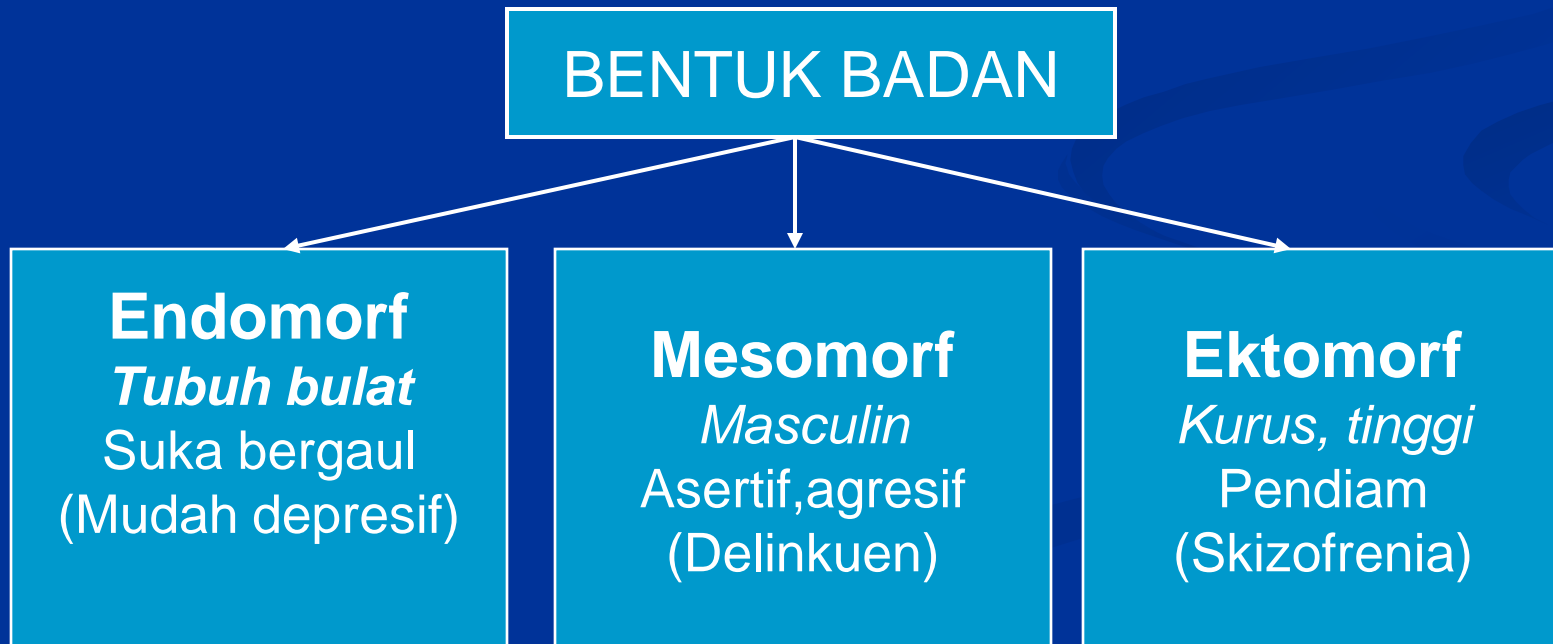 BENTUK BADAN
Endomorf
Tubuh bulat
Suka bergaul
(Mudah depresif)
Mesomorf
Masculin
Asertif,agresif
(Delinkuen)
Ektomorf
Kurus, tinggi
Pendiam
(Skizofrenia)